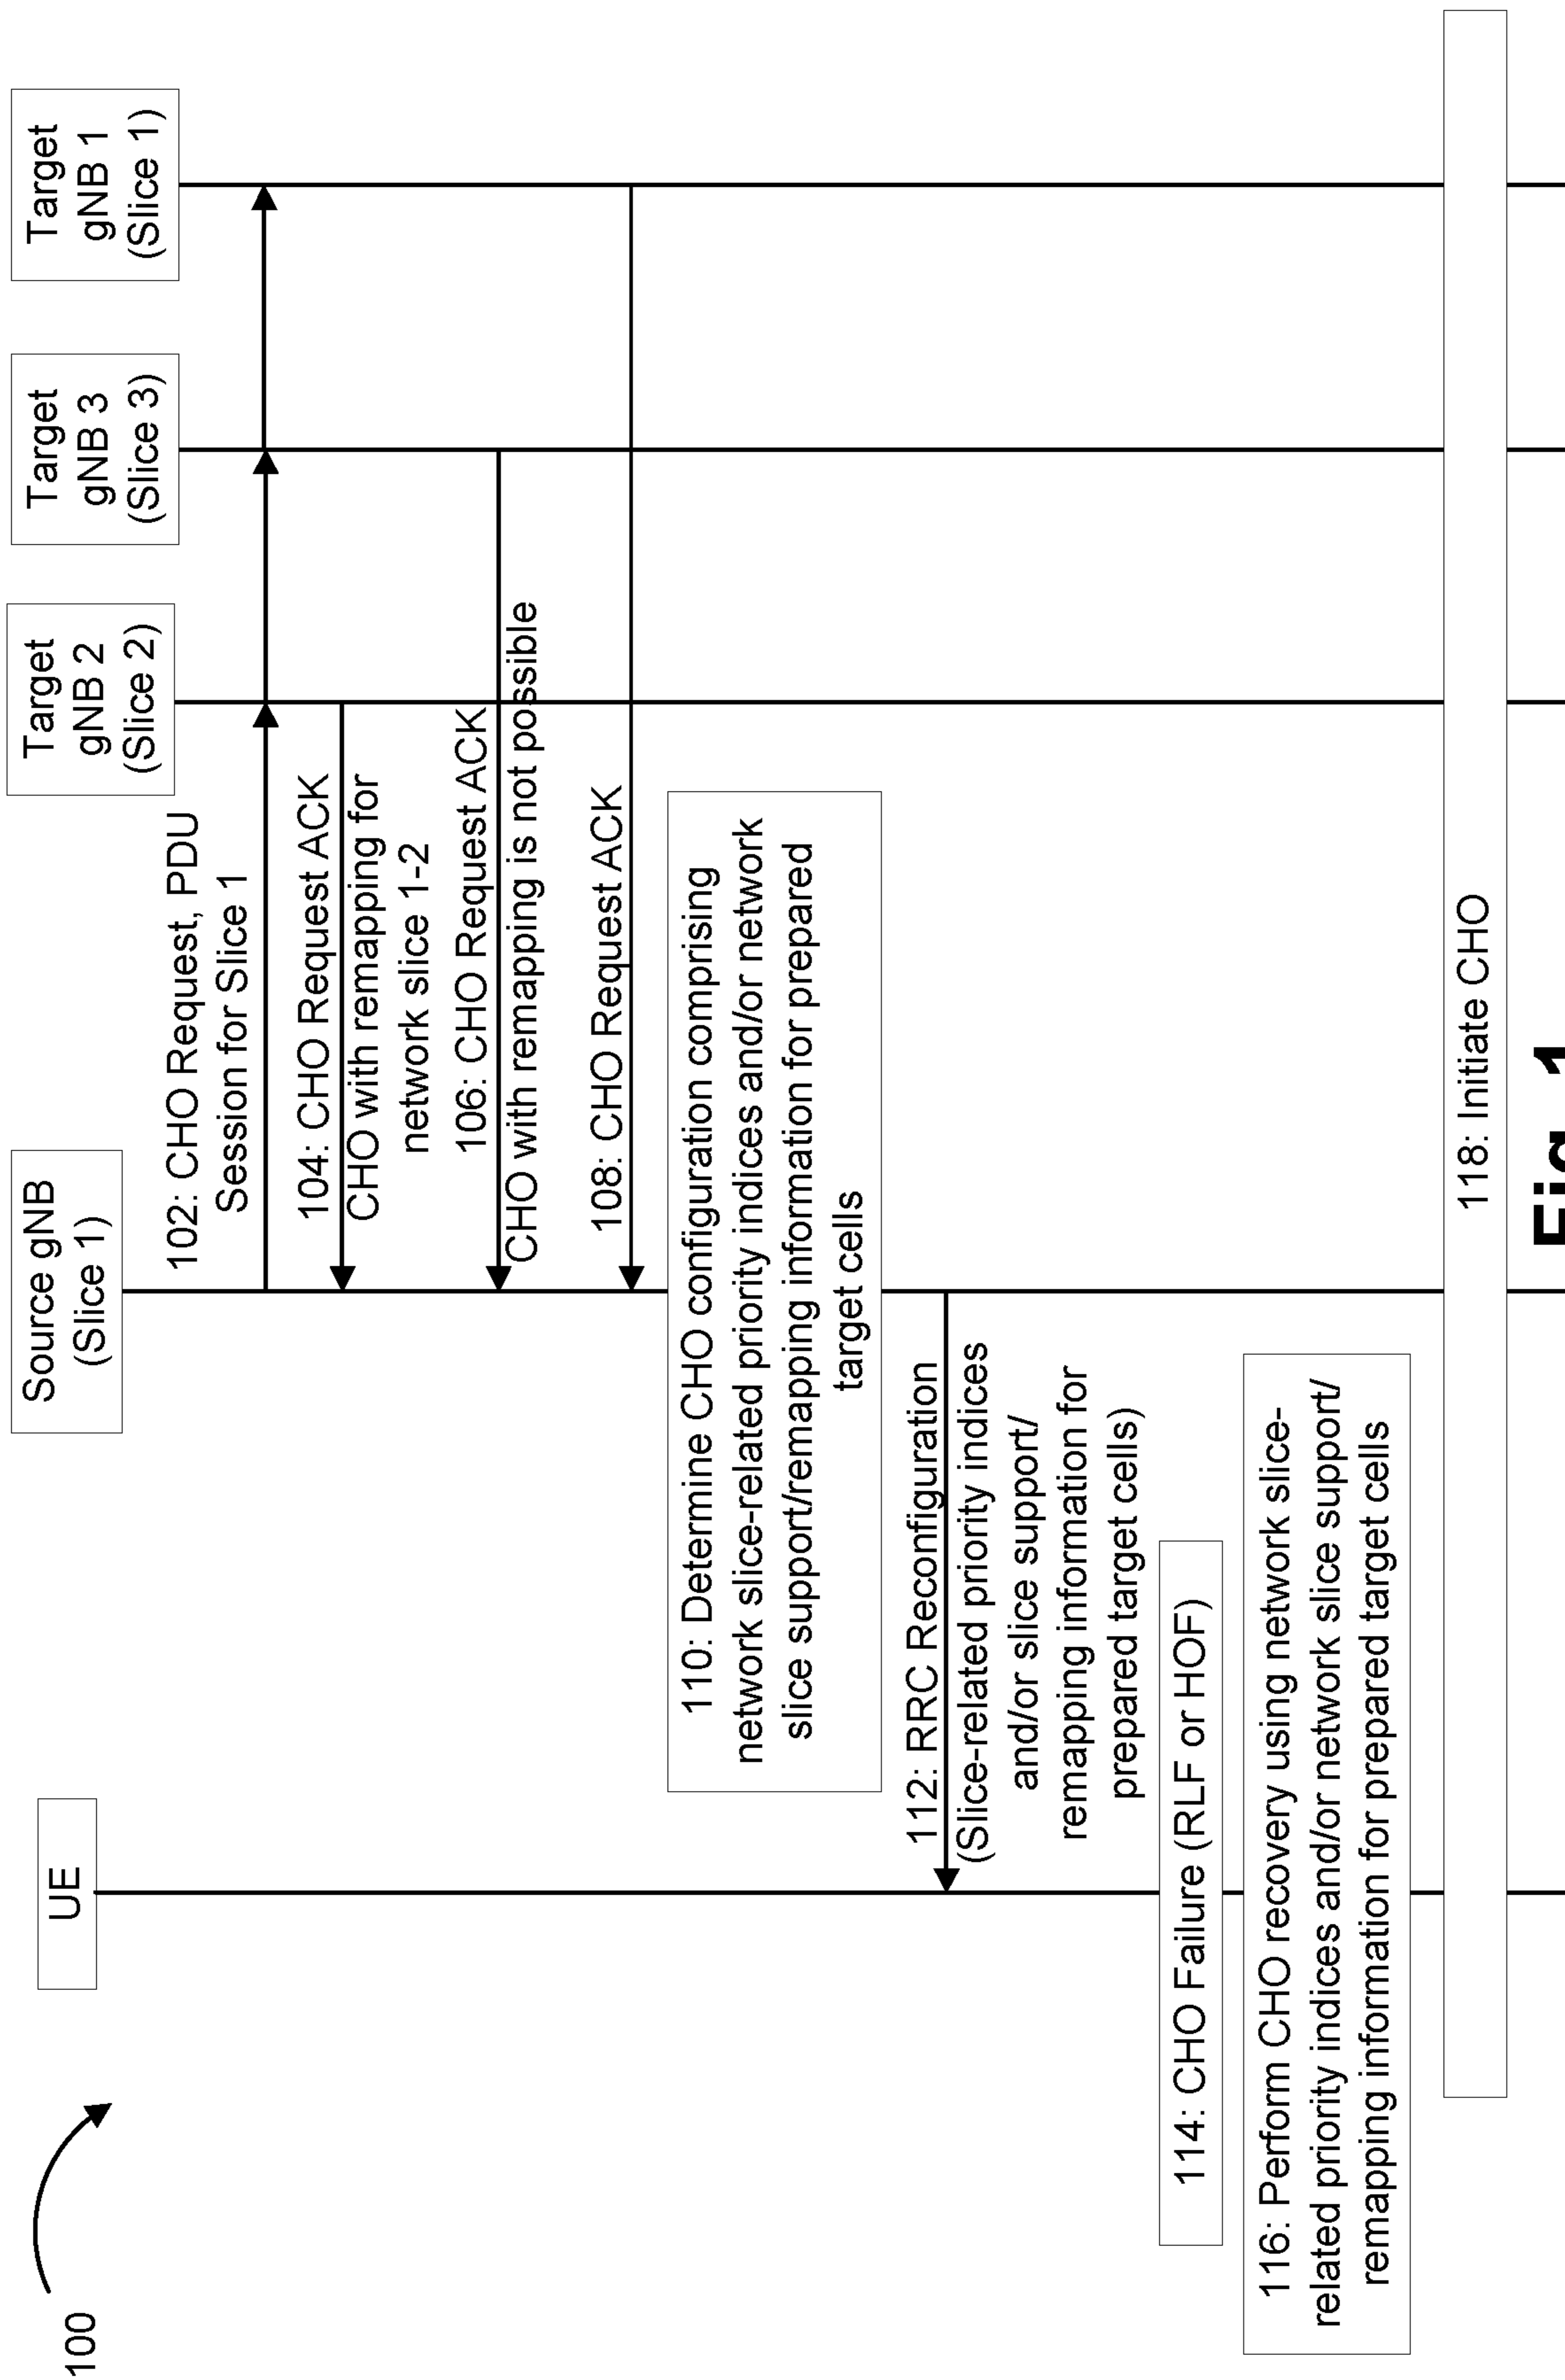 100
UE
Source gNB
(Slice 1)
Target
gNB 2
(Slice 2)
Target
gNB 3
(Slice 3)
Target
gNB 1
(Slice 1)
102: CHO Request, PDU
Session for Slice 1
104: CHO Request ACK
CHO with remapping for
network slice 1-2
106: CHO Request ACK
CHO with remapping is not possible
108: CHO Request ACK
110: Determine CHO configuration comprising
network slice-related priority indices and/or network
slice support/remapping information for prepared
target cells
112: RRC Reconfiguration
(Slice-related priority indices
and/or slice support/
remapping information for
prepared target cells)
114: CHO Failure (RLF or HOF)
116: Perform CHO recovery using network slice-
related priority indices and/or network slice support/
remapping information for prepared target cells
118: Initiate CHO
Fig. 1